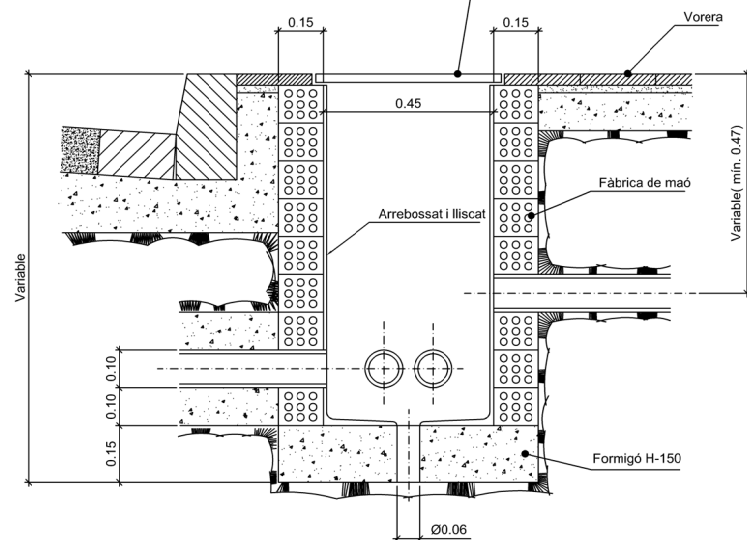 0.15
0.15
Vorera
0.45
Variable( mín. 0.47)
Fàbrica de maó
Arrebossat i lliscat
Variable
0.10
0.10
0.15
Formigó H-150
Ø0.06